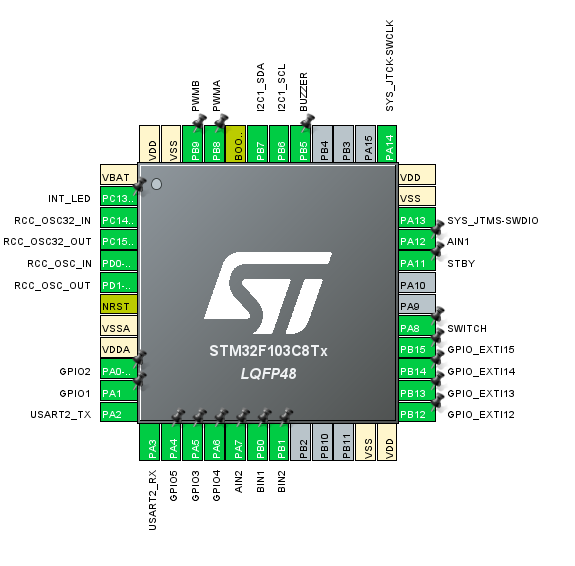 PWMB
PWMA
I2C1_SDA
I2C1_SCL
BUZZER
SYS_JTCK-SWCLK
VDD
VSS
PB9
PB8
BOO..
PB7
PB6
PB5
PB4
PB3
PA15
PA14
VBAT
INT_LED PC13..
RCC_OSC32_IN PC14..
RCC_OSC32_OUT PC15..
RCC_OSC_IN PD0-..
RCC_OSC_OUT PD1-..
NRST
VSSA
VDDA
GPIO2 PA0-..
GPIO1 PA1
USART2_TX PA2
STM32F103C8Tx
LQFP48
VDD
VSS
PA13 SYS_JTMS-SWDIO
PA12 AIN1
PA11 STBY
PA10
PA9
PA8 SWITCH
PB15 GPIO_EXTI15
PB14 GPIO_EXTI14
PB13 GPIO_EXTI13
PB12 GPIO_EXTI12
PA3
PA4
PA5
PA6
PA7
PB0
PB1
PB2
PB10
PB11
VSS
VDD
USART2_RX
GPIO5
GPIO3
GPIO4
AIN2
BIN1
BIN2